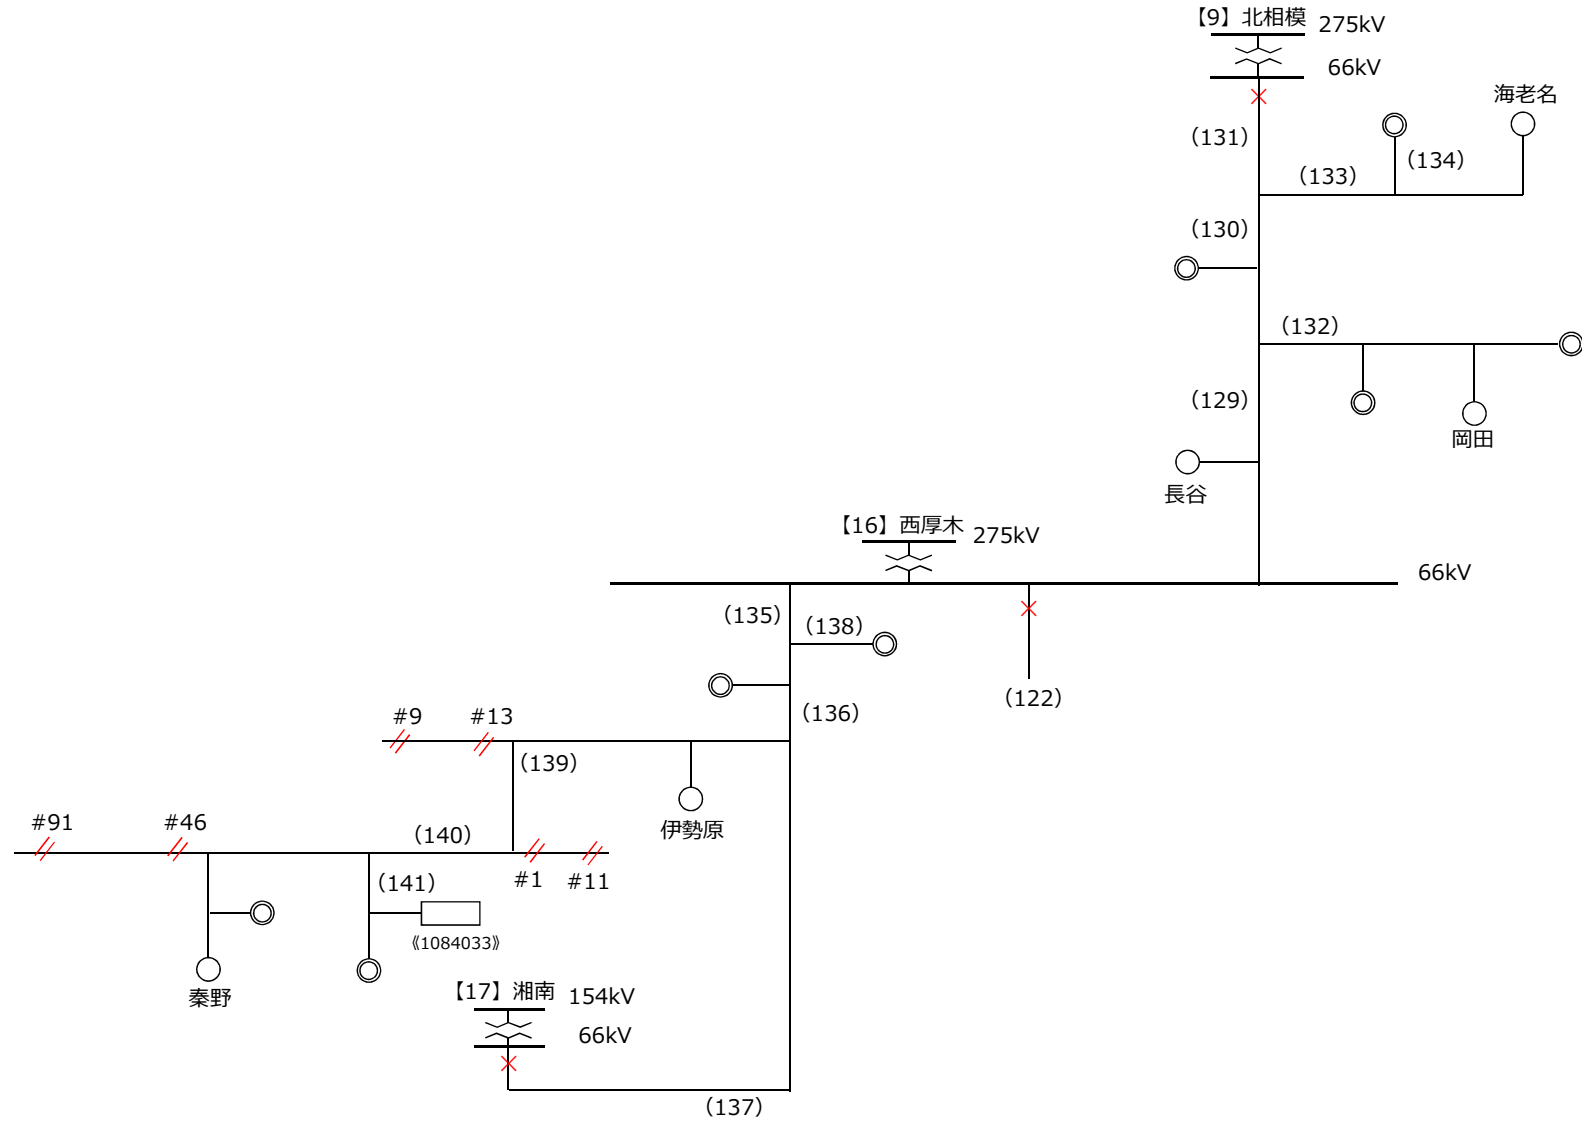 【9】北相模 275kV
66kV
海老名
（131）
（134）
（133）
（130）
（132）
（129）
岡田
長谷
【16】西厚木 275kV
66kV
（135）
（138）
（122）
（136）
#9 #13
（139）
伊勢原
#91 #46
（140）
#1 #11
（141）
《1084033》
秦野
【17】湘南 154kV
66kV
（137）